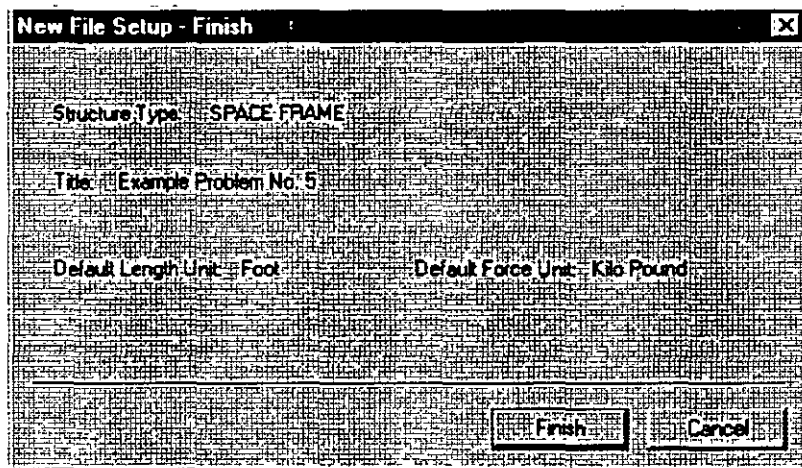 New File Setup - Finish
Structure Type: SPACE FRAME
Title: Example Problem No. 5
Default Length Unit: Foot
Default Force Unit: Kilo Pound
Finish
Cancel